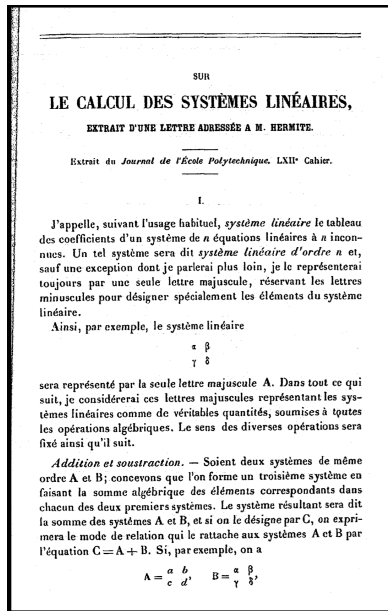 SUR
LE CALCUL DES SYSTÈMES LINÉAIRES,
EXTRAIT D'UNE LETTRE ADRESSÉE A M. HERMITE.
Extrait du Journal de l'École Polytechnique. LXIIᵉ Cahier.
I.
J'appelle, suivant l'usage habituel, système linéaire le tableau
des coefficients d'un système de n équations linéaires à n incon-
nues. Un tel système sera dit système linéaire d'ordre n et,
sauf une exception dont je parlerai plus loin, je le représenterai
toujours par une seule lettre majuscule, réservant les lettres
minuscules pour désigner spécialement les éléments du système
linéaire.
Ainsi, par exemple, le système linéaire
α β
γ δ
sera représenté par la seule lettre majuscule A. Dans tout ce qui
suit, je considérerai ces lettres majuscules représentant les sys-
tèmes linéaires comme de véritables quantités, soumises à toutes
les opérations algébriques. Le sens des diverses opérations sera
fixé ainsi qu'il suit.
Addition et soustraction. — Soient deux systèmes de même
ordre A et B; concevons que l'on forme un troisième système en
faisant la somme algébrique des éléments correspondants dans
chacun des deux premiers systèmes. Le système résultant sera dit
la somme des systèmes A et B, et si on le désigne par C, on expri-
mera le mode de relation qui le rattache aux systèmes A et B par
l'équation C = A + B. Si, par exemple, on a
a b α β
A = , B = ,
c d γ δ